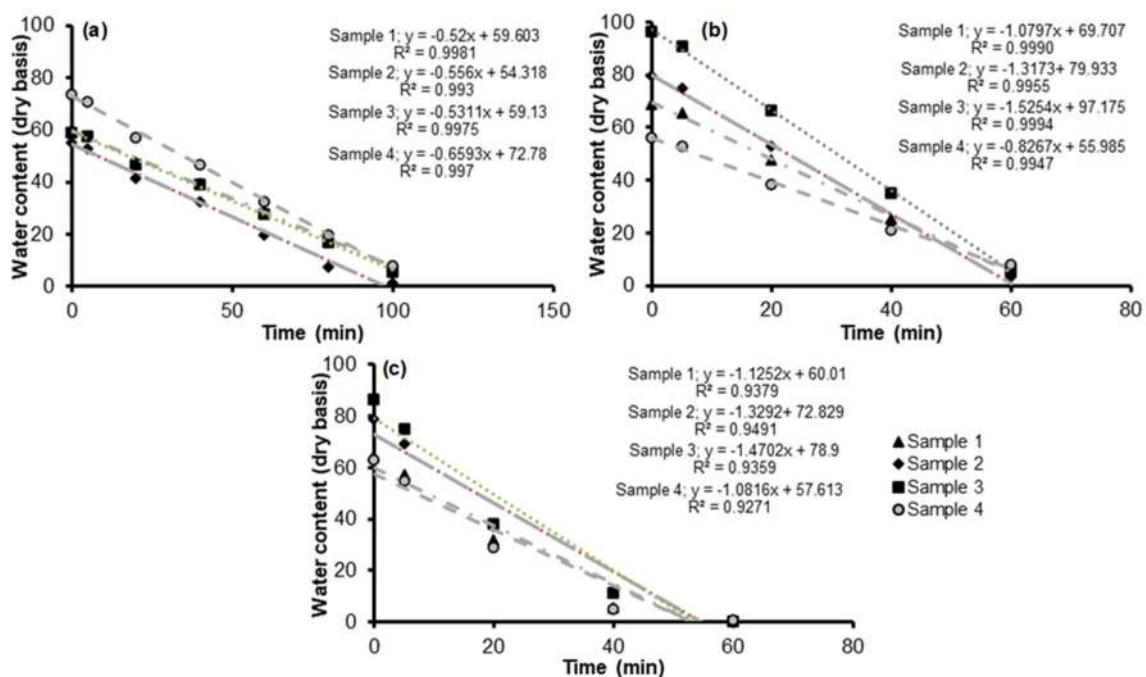 (a)
Sample 1; y = -0.52x + 59.603
R² = 0.9981
Sample 2; y = -0.556x + 54.318
R² = 0.993
Sample 3; y = -0.5311x + 59.13
R² = 0.9975
Sample 4; y = -0.6593x + 72.78
R² = 0.997
Water content (dry basis)
100
80
60
40
20
0
0 50 100 150
Time (min)
(b)
Sample 1; y = -1.0797x + 69.707
R² = 0.9990
Sample 2; y = -1.3173x + 79.933
R² = 0.9955
Sample 3; y = -1.5254x + 97.175
R² = 0.9994
Sample 4; y = -0.8267x + 55.985
R² = 0.9947
Water content (dry basis)
100
80
60
40
20
0
0 20 40 60 80
Time (min)
(c)
Sample 1; y = -1.1252x + 60.01
R² = 0.9379
Sample 2; y = -1.3292x + 72.829
R² = 0.9491
Sample 3; y = -1.4702x + 78.9
R² = 0.9359
Sample 4; y = -1.0816x + 57.613
R² = 0.9271
Water content (dry basis)
100
80
60
40
20
0
0 20 40 60 80
Time (min)
Sample 1
Sample 2
Sample 3
Sample 4